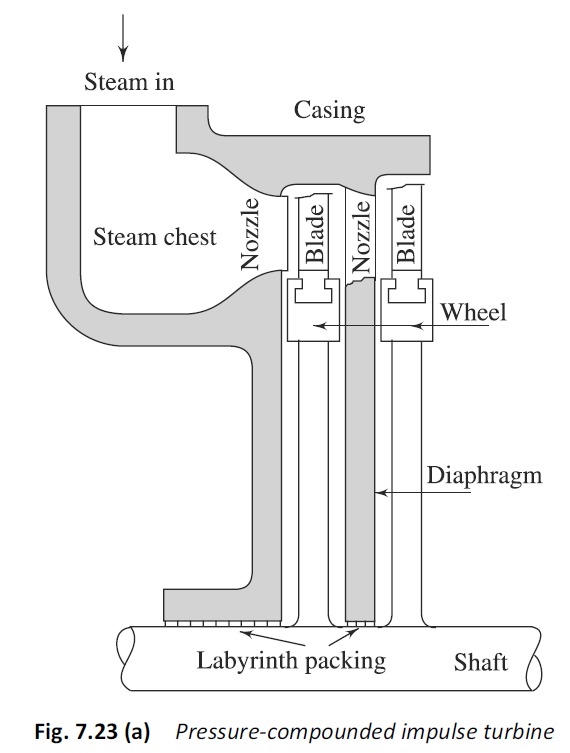 Steam in
Casing
Steam chest
Nozzle
Blade
Nozzle
Blade
Wheel
Diaphragm
Labyrinth packing
Shaft
Fig. 7.23 (a) Pressure-compounded impulse turbine